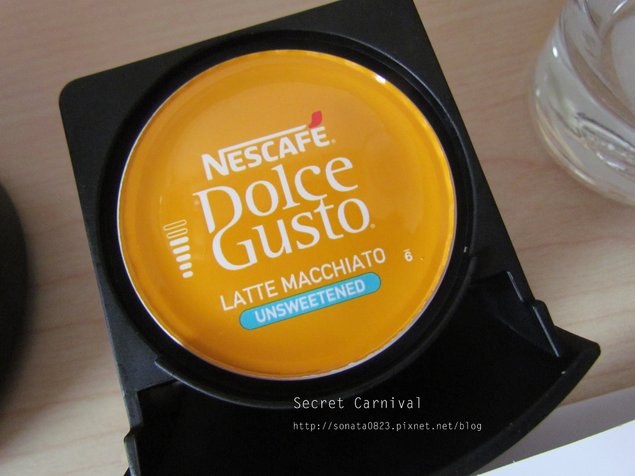 NESCAFÉ®
DOLCE
GUSTO®
LATTE MACCHIATO
UNSWEETENED
6
Secret Carnival
http://sonata0823.pixnet.net/blog